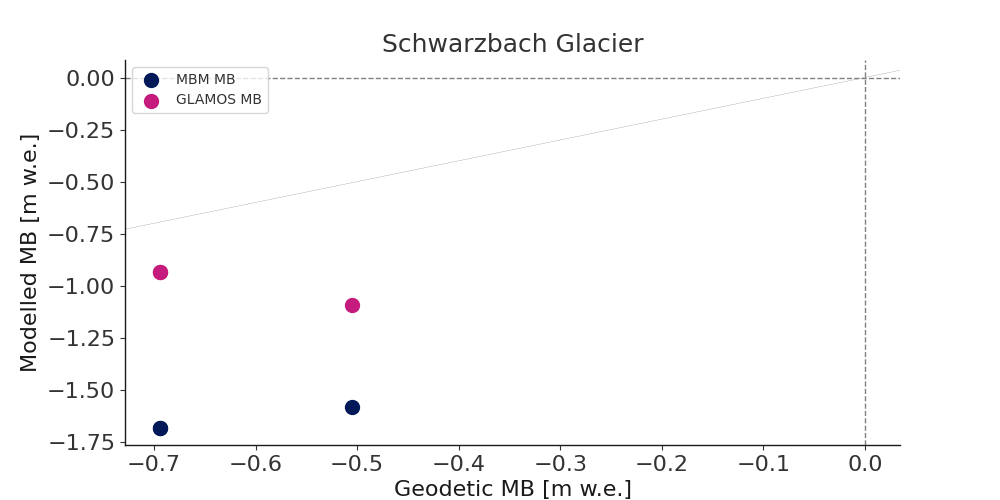 Schwarzbach Glacier
MBM MB
GLAMOS MB
Modelled MB [m w.e.]
0.00
−0.25
−0.50
−0.75
−1.00
−1.25
−1.50
−1.75
−0.7 −0.6 −0.5 −0.4 −0.3 −0.2 −0.1 0.0
Geodetic MB [m w.e.]